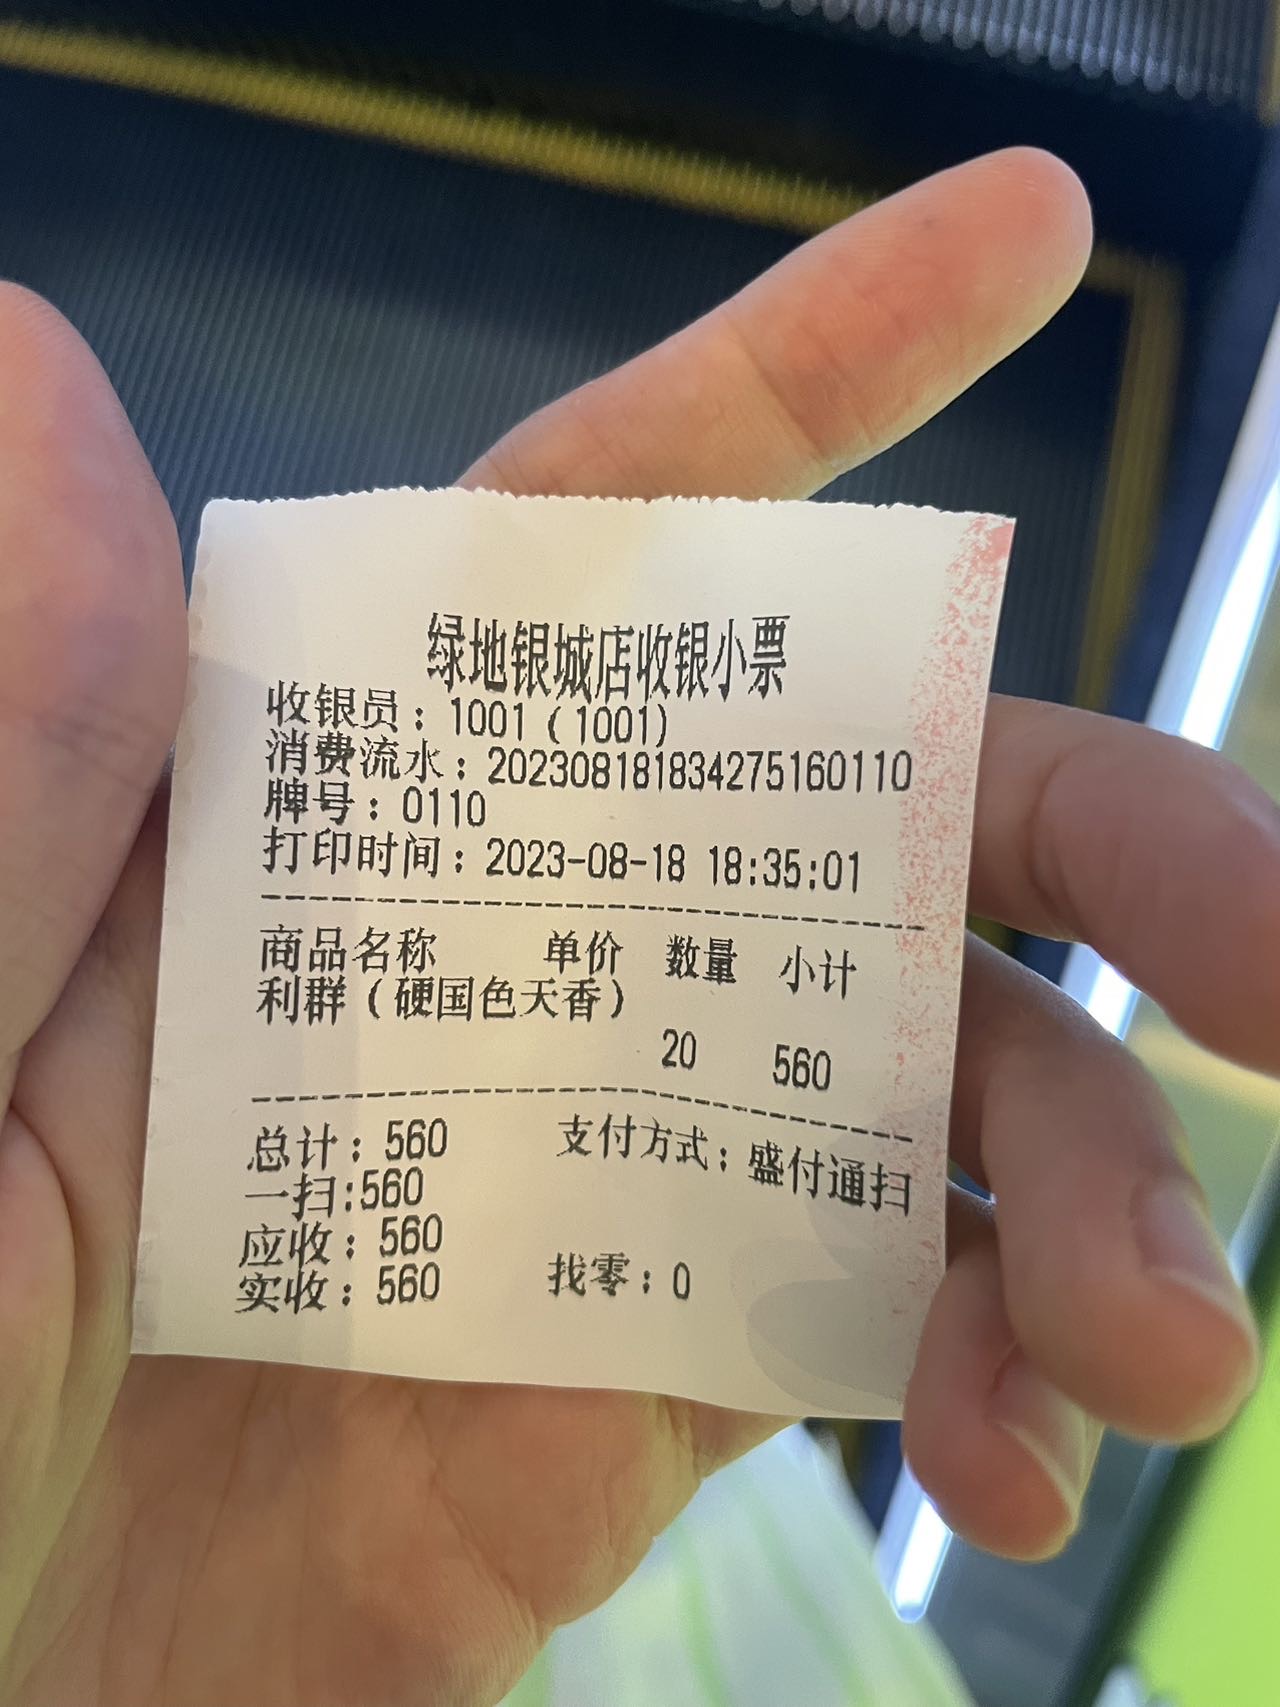 绿地银城店收银小票
收银员：1001（1001）
消费流水：202308181834275160110
牌号：0110
打印时间：2023-08-18 18:35:01
商品名称 单价 数量 小计
利群（硬国色天香）
20 560
总计：560 支付方式：盛付通扫
一扫:560
应收：560
实收：560 找零：0